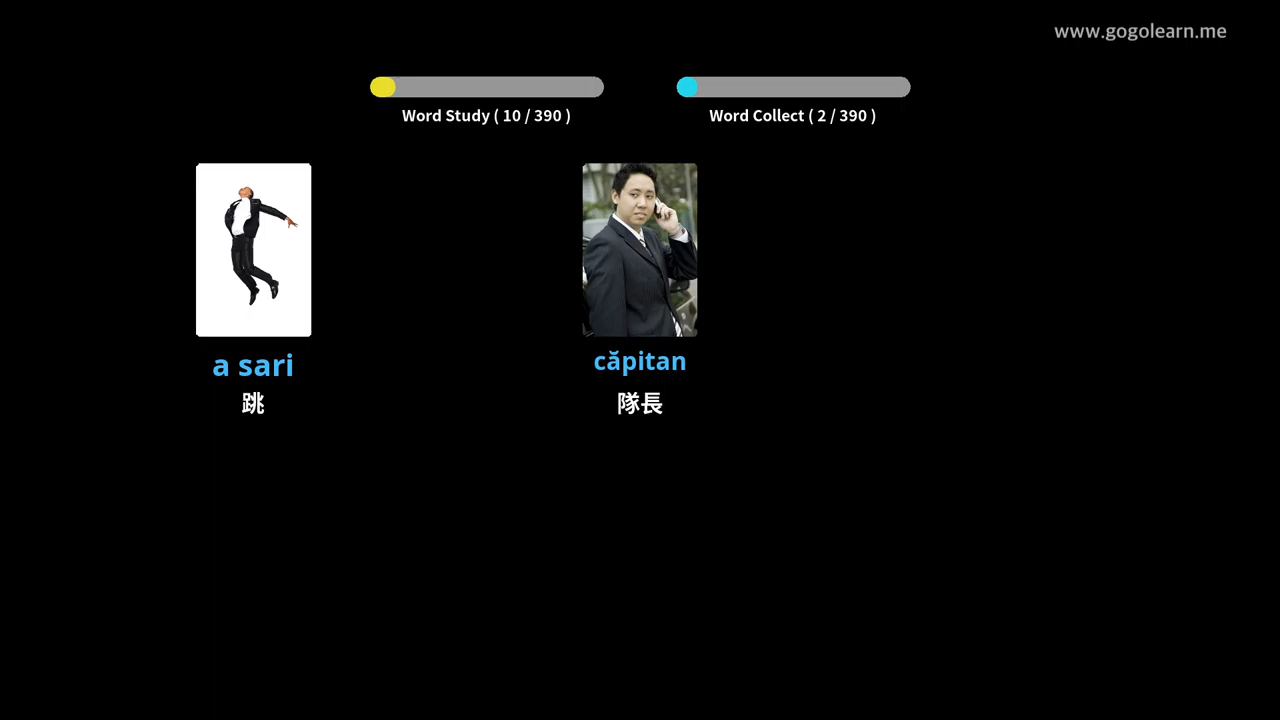 www.gogolearn.me
Word Study ( 10 / 390 )
Word Collect ( 2 / 390 )
a sari
跳
căpitan
隊長